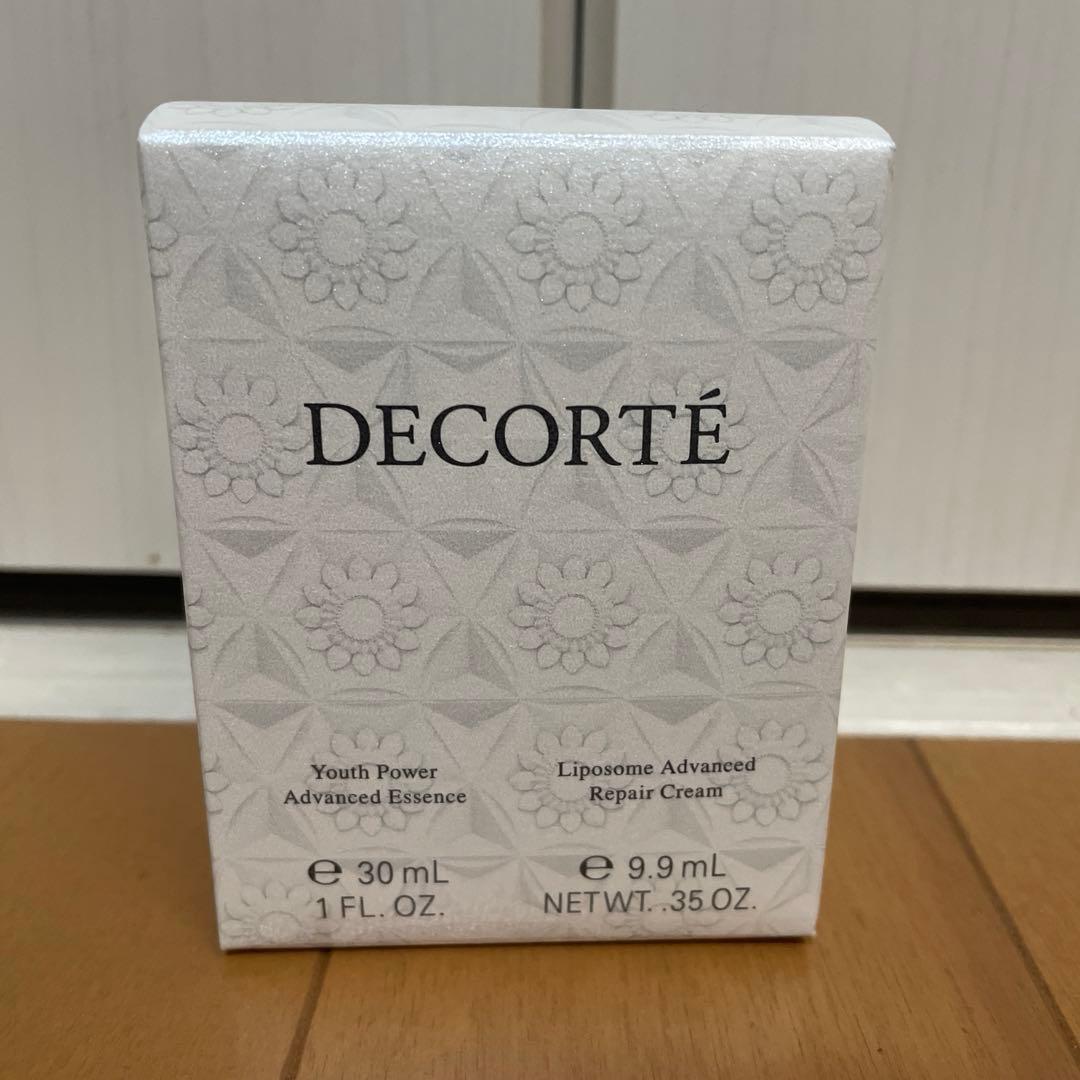 DECORTÉ
Youth Power
Advanced Essence
℮ 30 mL
1 FL. OZ.
Liposome Advanced
Repair Cream
℮ 9.9 mL
NETWT. .35 OZ.